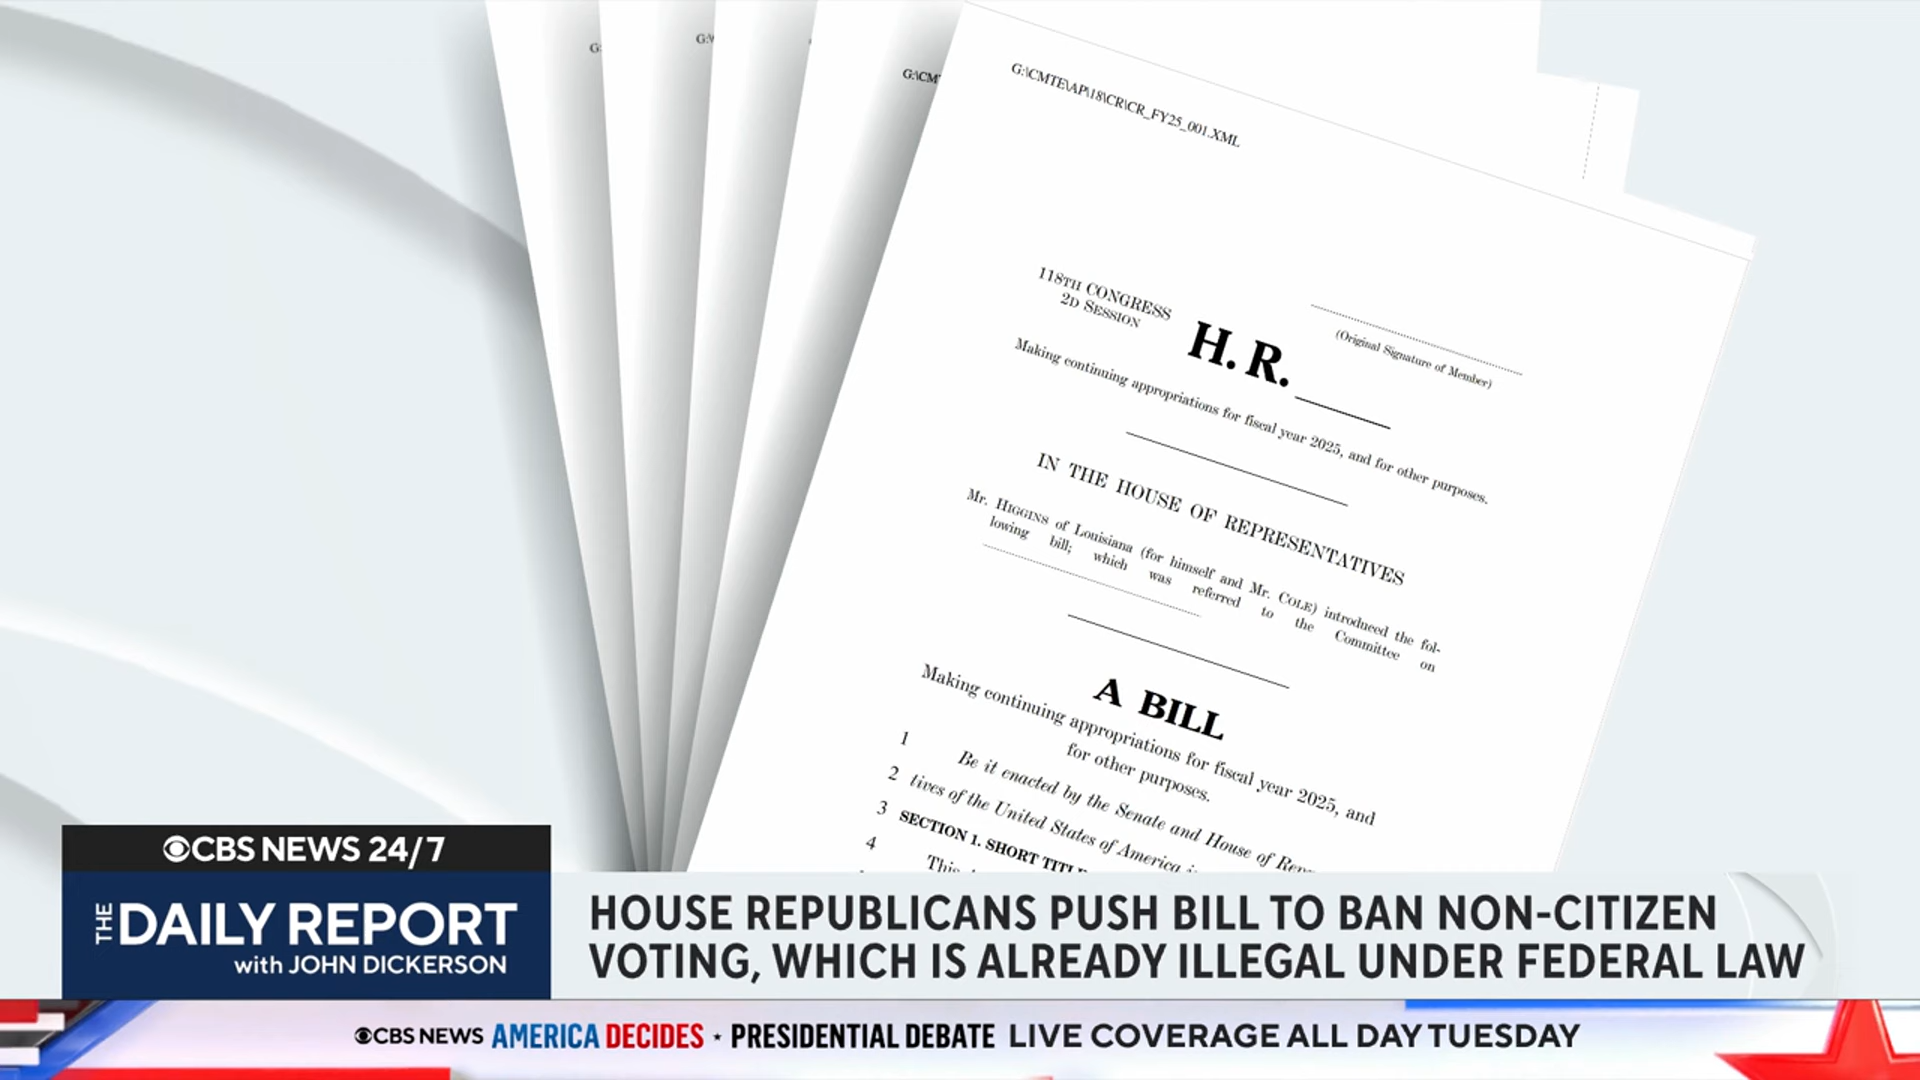 G:
G:\
G:\CM
G:\CMTE\AP\18\CR\CR_FY25_001.XML
(Original Signature of Member)
118TH CONGRESS
2D SESSION
H. R.
Making continuing appropriations for fiscal year 2025, and for other purposes.
IN THE HOUSE OF REPRESENTATIVES
Mr. HIGGINS of Louisiana (for himself and Mr. COLE) introduced the fol-
lowing bill; which was referred to the Committee on
A BILL
Making continuing appropriations for fiscal year 2025, and
for other purposes.
1 Be it enacted by the Senate and House of
2 tives of the United States of America
3 SECTION 1. SHORT TITLE
4 This
CBS NEWS 24/7
THE DAILY REPORT
with JOHN DICKERSON
HOUSE REPUBLICANS PUSH BILL TO BAN NON-CITIZEN
VOTING, WHICH IS ALREADY ILLEGAL UNDER FEDERAL LAW
CBS NEWS AMERICA DECIDES • PRESIDENTIAL DEBATE LIVE COVERAGE ALL DAY TUESDAY